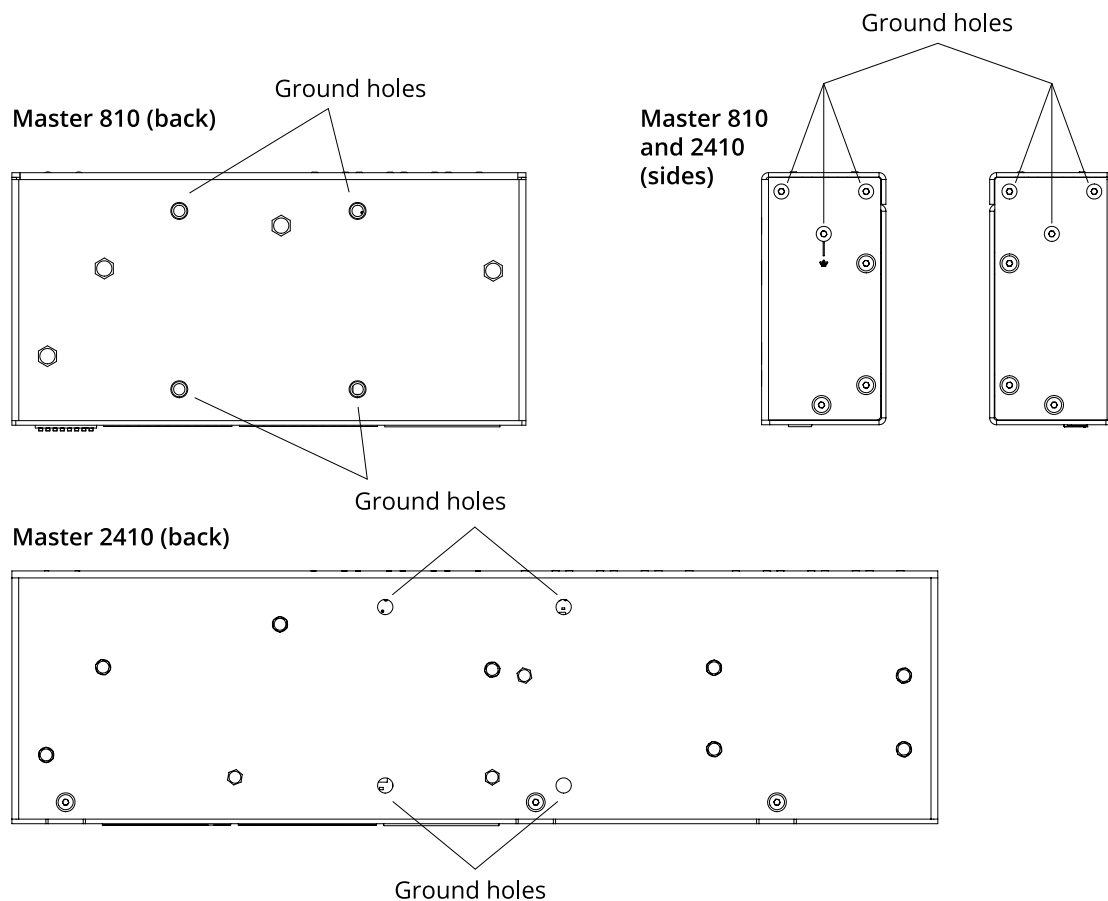 Ground holes
Ground holes
Master 810 (back)
Master 810
and 2410
(sides)
Ground holes
Master 2410 (back)
Ground holes